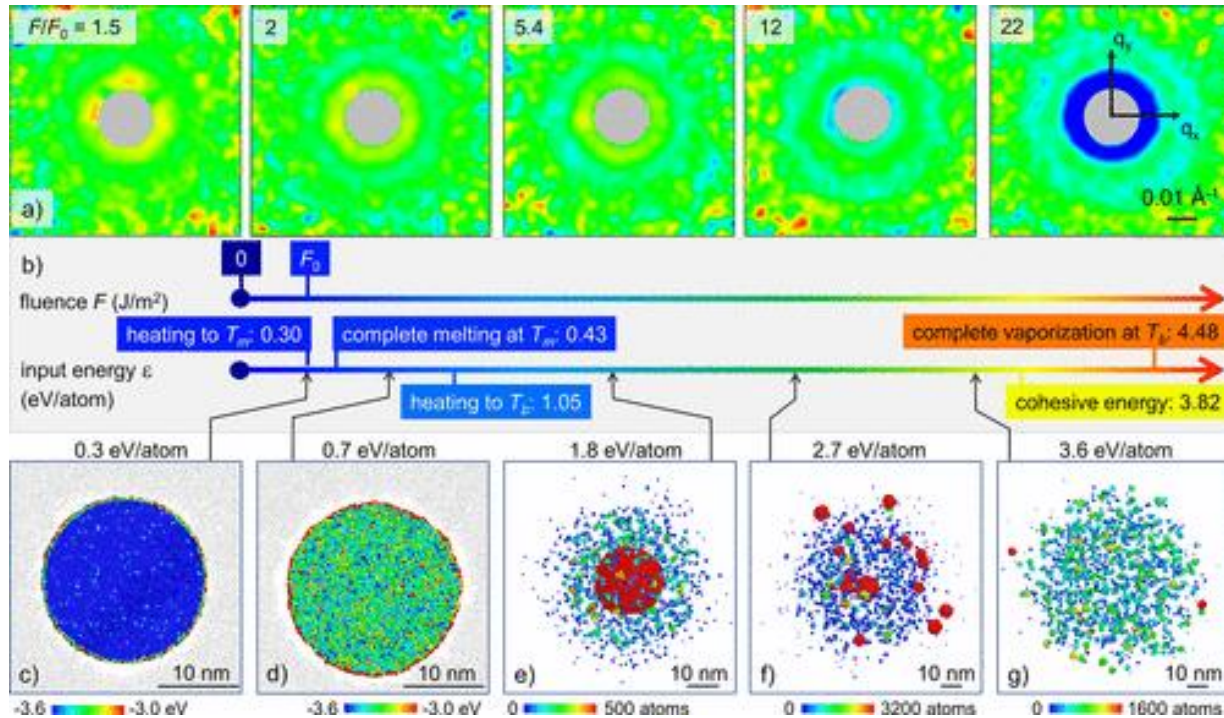 F/F₀ = 1.5
2
5.4
12
22
qy
qx
0.01 Å⁻¹
a)
b)
0
F₀
fluence F (J/m²)
heating to Tm: 0.30
complete melting at Tm: 0.43
complete vaporization at Tb: 4.48
input energy ε
(eV/atom)
heating to Tb: 1.05
cohesive energy: 3.82
0.3 eV/atom
0.7 eV/atom
1.8 eV/atom
2.7 eV/atom
3.6 eV/atom
c)
10 nm
d)
10 nm
e)
10 nm
f)
10 nm
g)
10 nm
-3.6
-3.0 eV
-3.6
-3.0 eV
0
500 atoms
0
3200 atoms
0
1600 atoms